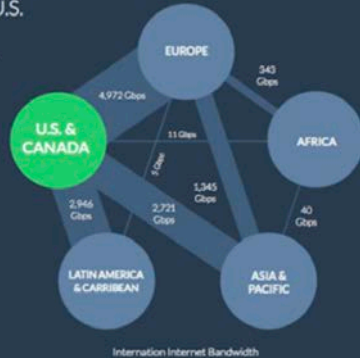 U.S.
EUROPE
343
Gbps
4,972 Gbps
U.S. &
CANADA
11 Gbps
AFRICA
5 Gbps
2,946
Gbps
2,721
Gbps
1,345
Gbps
40
Gbps
LATIN AMERICA
& CARRIBEAN
ASIA &
PACIFIC
Internation Internet Bandwidth